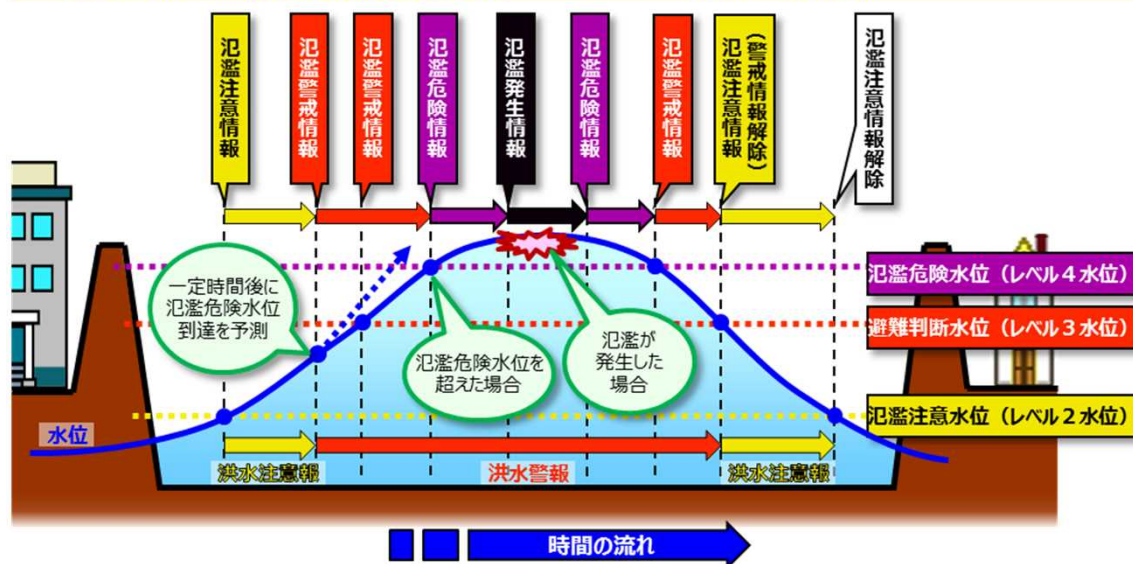 氾濫注意情報
氾濫警戒情報
氾濫警戒情報
氾濫危険情報
氾濫発生情報
氾濫危険情報
氾濫警戒情報
(警戒情報解除)
氾濫注意情報
氾濫注意情報解除
一定時間後に
氾濫危険水位
到達を予測
氾濫危険水位を
超えた場合
氾濫が
発生した
場合
氾濫危険水位(レベル4水位)
避難判断水位(レベル3水位)
氾濫注意水位(レベル2水位)
水位
洪水注意報
洪水警報
洪水注意報
時間の流れ